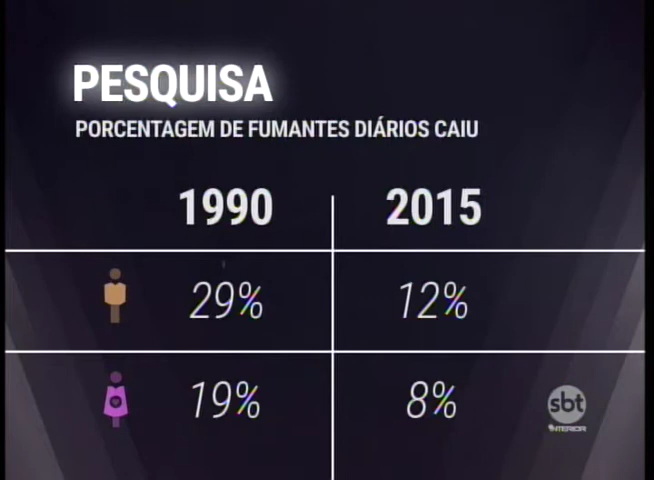 PESQUISA
PORCENTAGEM DE FUMANTES DIÁRIOS CAIU
1990 2015
29% 12%
19% 8%
sbt
INTERIOR